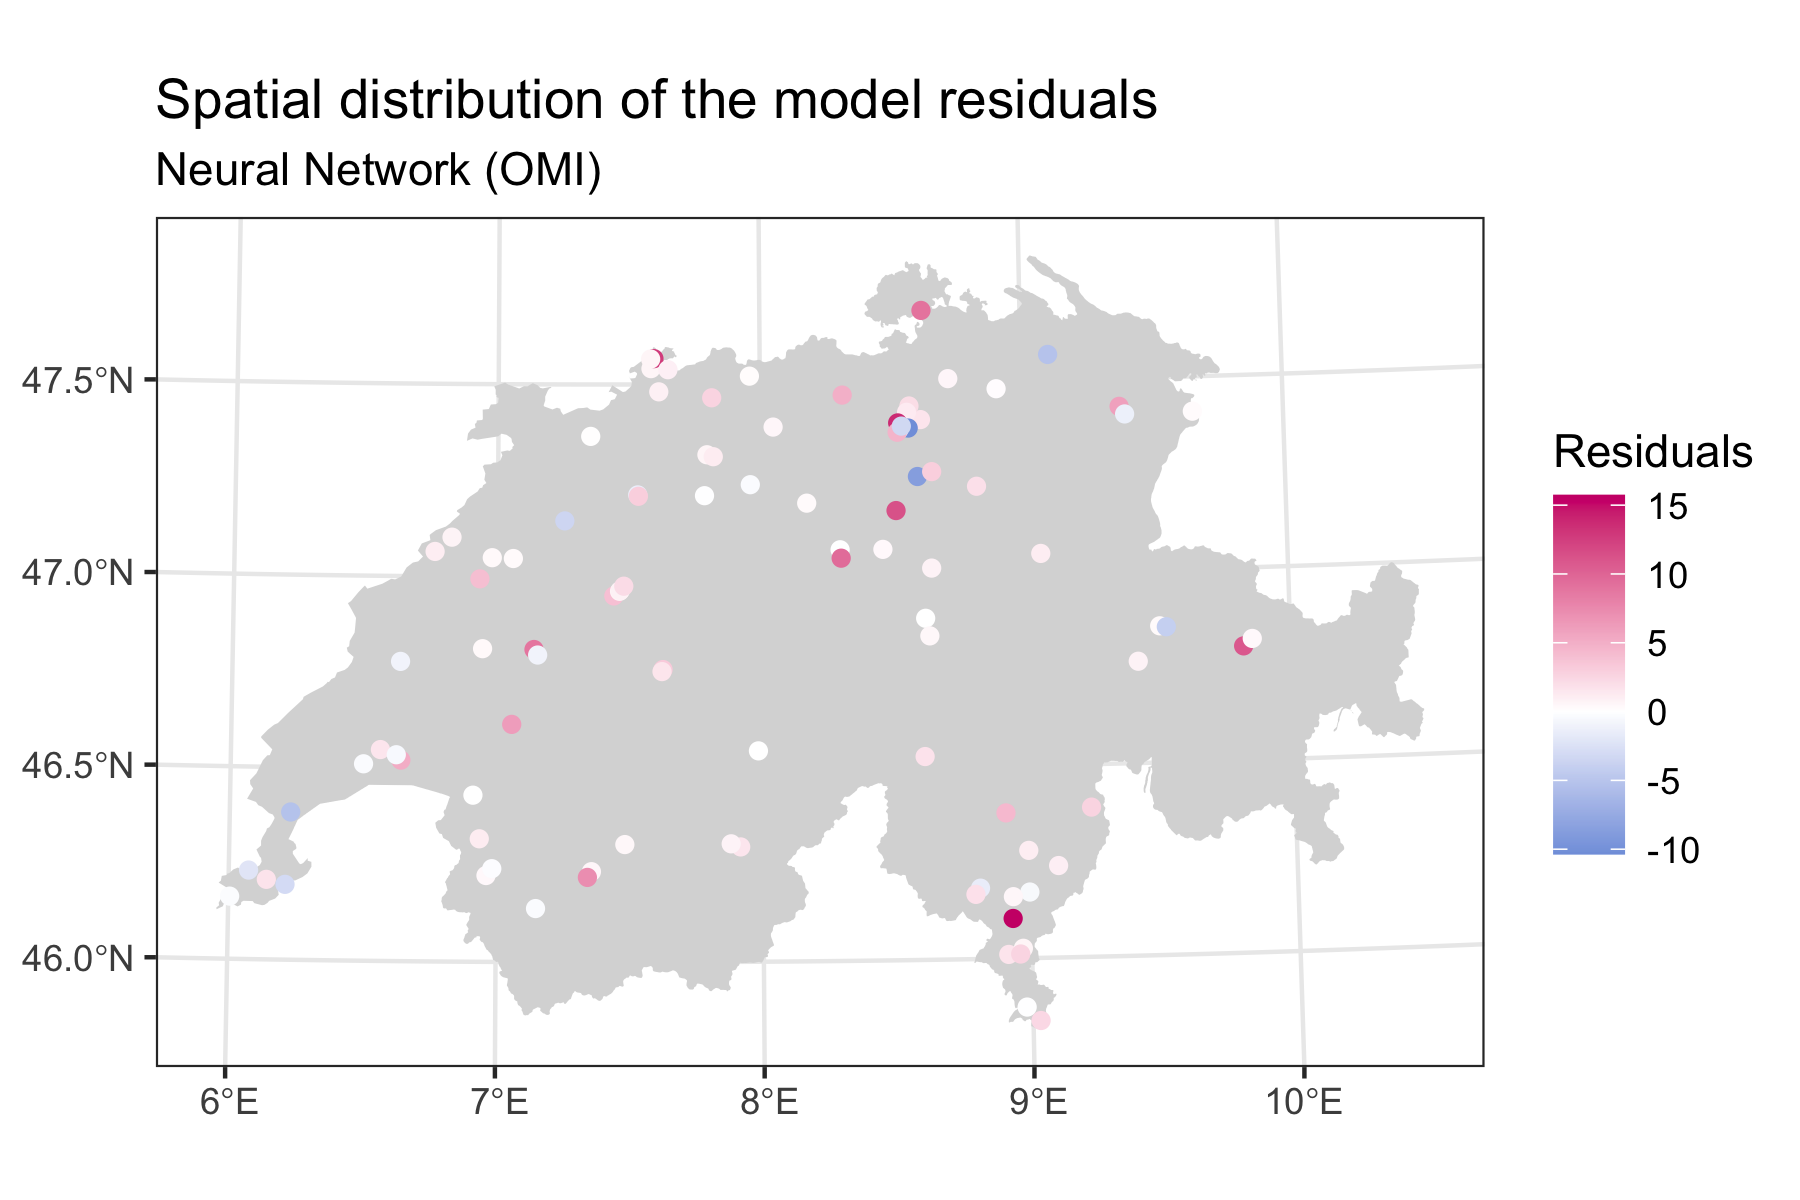 Spatial distribution of the model residuals
Neural Network (OMI)
47.5°N
47.0°N
46.5°N
46.0°N
6°E
7°E
8°E
9°E
10°E
Residuals
15
10
5
0
-5
-10